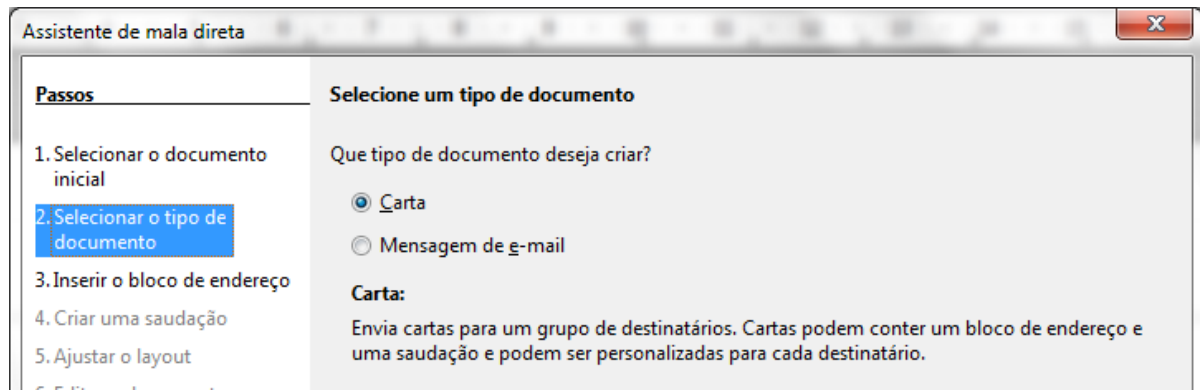 Assistente de mala direta
Passos
1. Selecionar o documento
inicial
2. Selecionar o tipo de
documento
3. Inserir o bloco de endereço
4. Criar uma saudação
5. Ajustar o layout
Selecione um tipo de documento
Que tipo de documento deseja criar?
Carta
Mensagem de e-mail
Carta:
Envia cartas para um grupo de destinatários. Cartas podem conter um bloco de endereço e
uma saudação e podem ser personalizadas para cada destinatário.